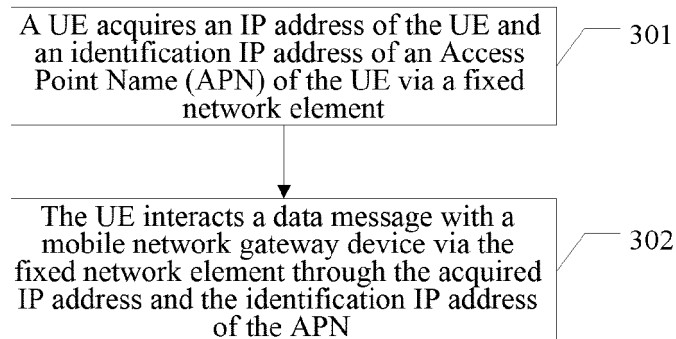 A UE acquires an IP address of the UE and
an identification IP address of an Access
Point Name (APN) of the UE via a fixed
network element
301
The UE interacts a data message with a
mobile network gateway device via the
fixed network element through the acquired
IP address and the identification IP address
of the APN
302